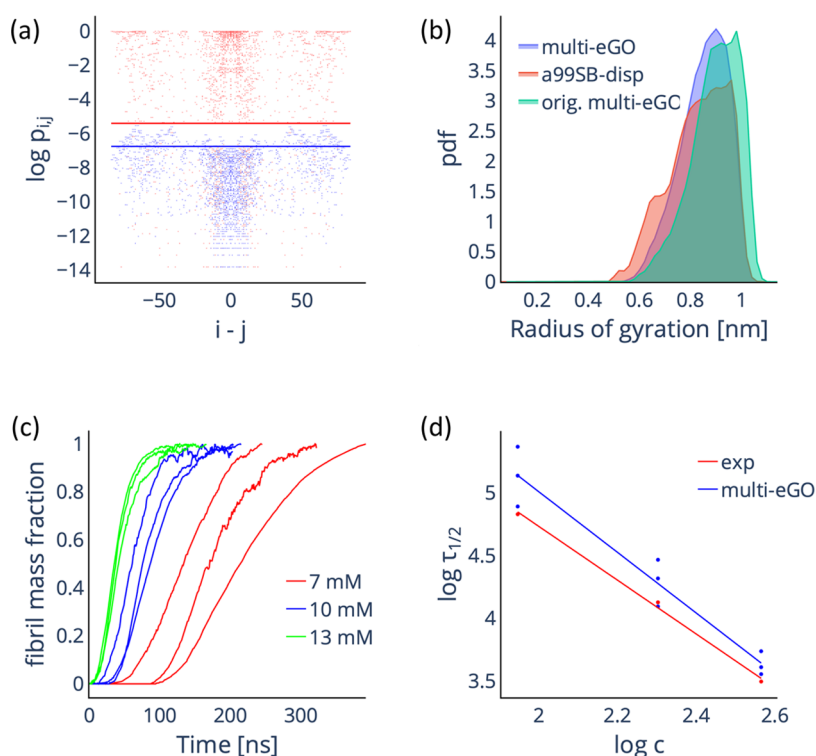 (a)
0
−2
−4
−6
−8
−10
−12
−14
log pi,j
−50
0
50
i - j
(b)
4
3.5
3
2.5
2
1.5
1
0.5
0
pdf
multi-eGO
a99SB-disp
orig. multi-eGO
0.2
0.4
0.6
0.8
1
Radius of gyration [nm]
(c)
1
0.8
0.6
0.4
0.2
0
fibril mass fraction
7 mM
10 mM
13 mM
0
100
200
300
Time [ns]
(d)
5
4.5
4
3.5
log τ1/2
exp
multi-eGO
2
2.2
2.4
2.6
log c